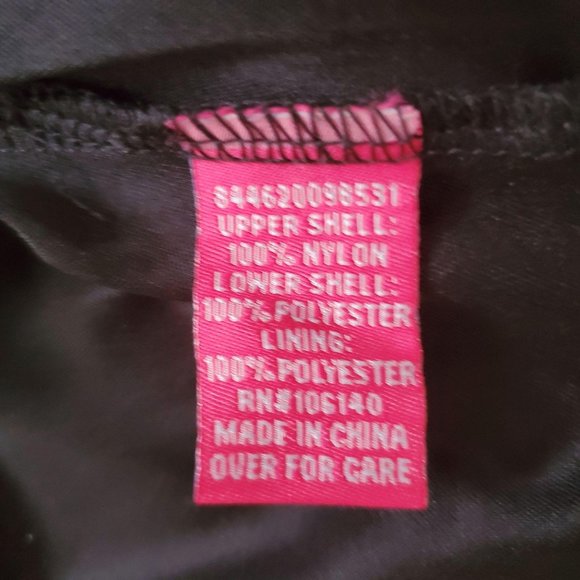 844620098531
UPPER SHELL:
100% NYLON
LOWER SHELL:
100% POLYESTER
LINING:
100% POLYESTER
RN#106140
MADE IN CHINA
OVER FOR CARE